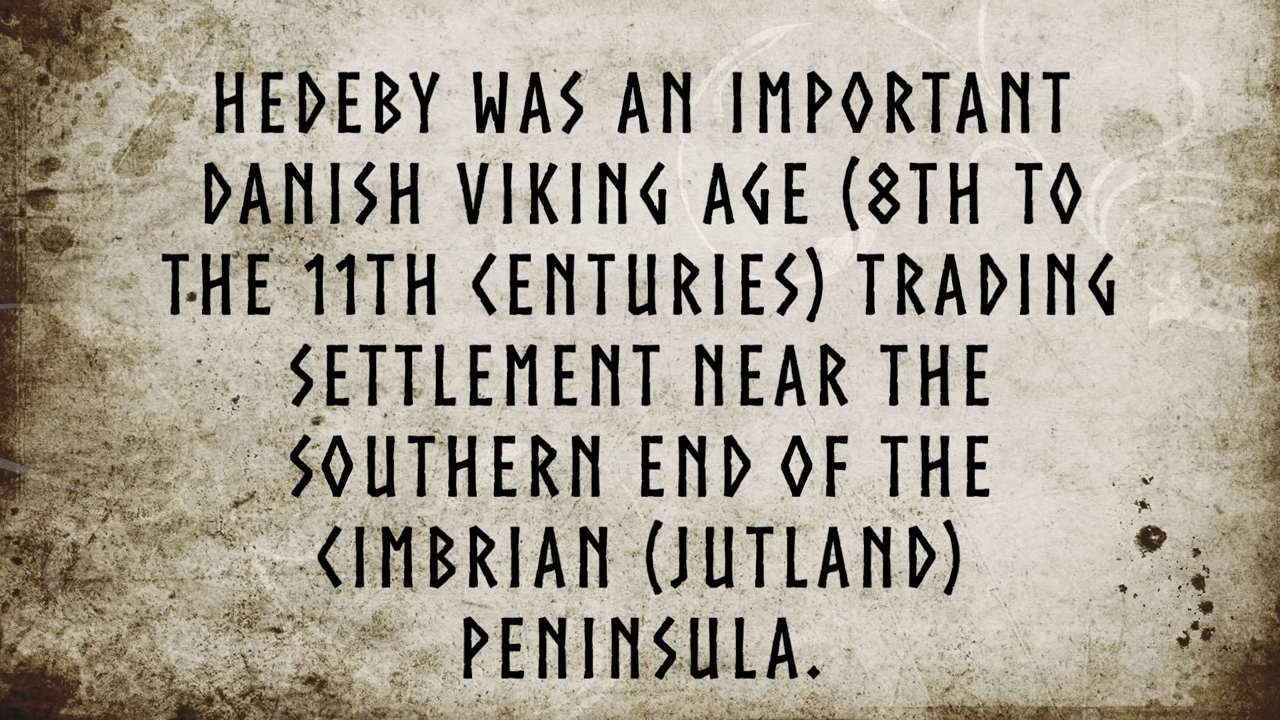 HEDEBY WAS AN IMPORTANT
DANISH VIKING AGE (8TH TO
THE 11TH CENTURIES) TRADING
SETTLEMENT NEAR THE
SOUTHERN END OF THE
CIMBRIAN (JUTLAND)
PENINSULA.